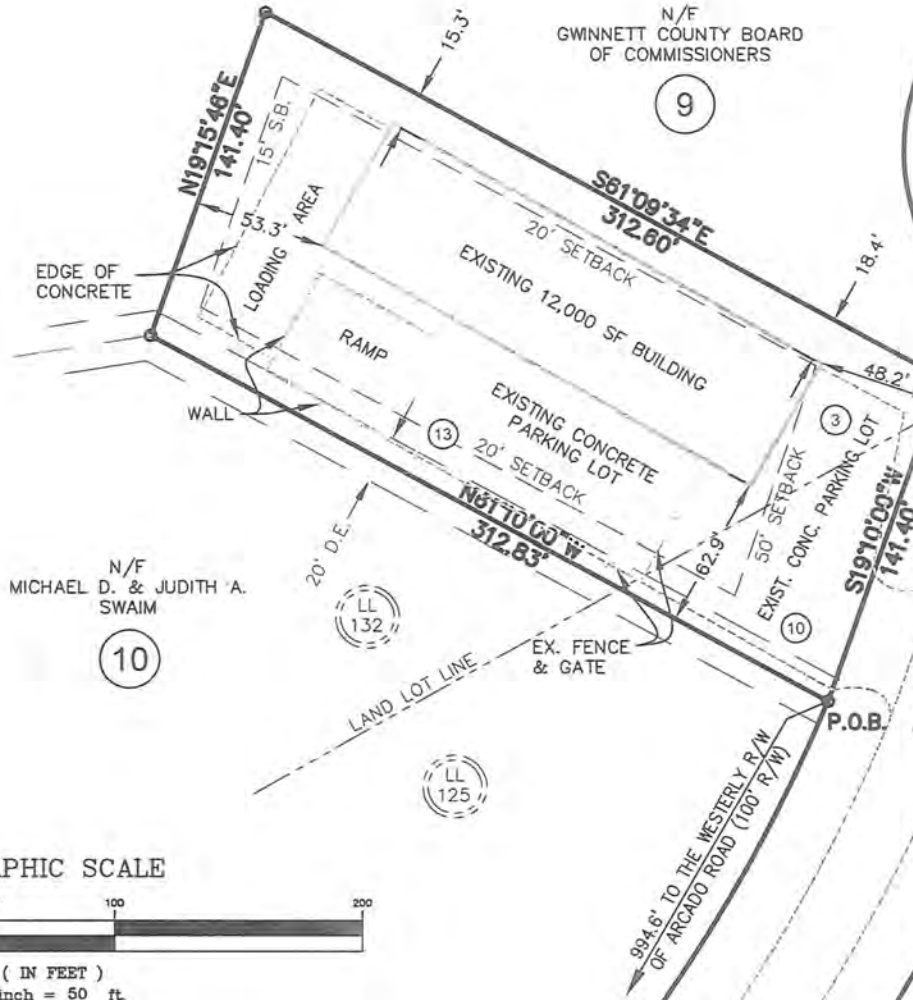 N/F
GWINNETT COUNTY BOARD
OF COMMISSIONERS
9
15.3'
N19°15'46"E
141.40'
15' S.B.
S61°09'34"E
312.60'
20' SETBACK
18.4'
53.3'
LOADING AREA
EDGE OF
CONCRETE
EXISTING 12,000 SF BUILDING
48.2'
RAMP
WALL
EXISTING CONCRETE
PARKING LOT
13
20' SETBACK
3
50' SETBACK
EXIST. CONC. PARKING LOT
S19°10'00"W
141.40'
N61°10'00"W
312.83'
62.9'
10
20' D.E.
N/F
MICHAEL D. & JUDITH A.
SWAIM
10
LL
132
EX. FENCE
& GATE
LAND LOT LINE
P.O.B.
LL
125
994.6' TO THE WESTERLY R/W
OF ARCADO ROAD (100' R/W)
APHIC SCALE
100
200
( IN FEET )
inch = 50 ft.